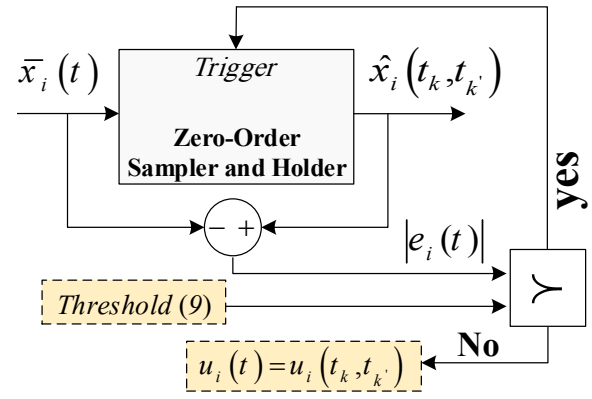 Trigger
x̄ᵢ(t)
x̂ᵢ(tₖ,tₖ')
Zero-Order
Sampler and Holder
yes
− +
|eᵢ(t)|
≻
Threshold (9)
No
uᵢ(t)=uᵢ(tₖ,tₖ')